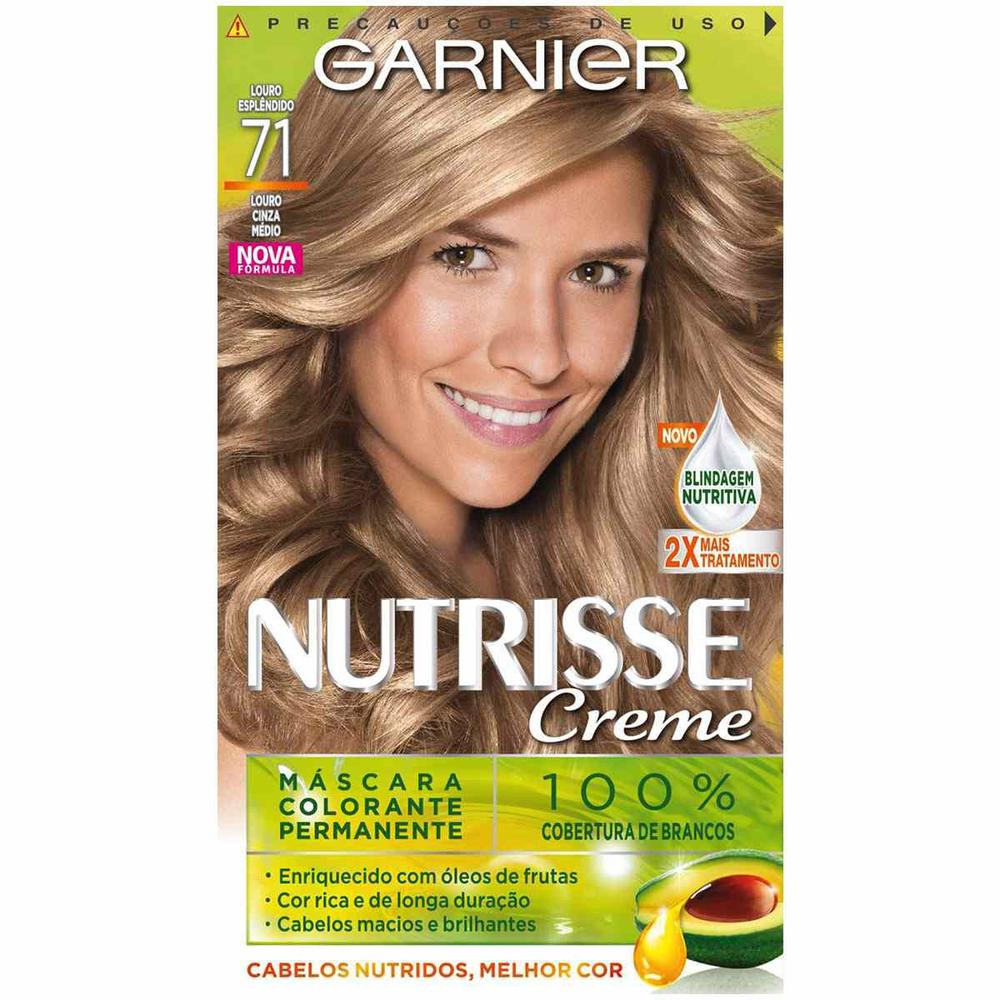 PRECAUÇÕES DE USO
GARNIER
LOURO
ESPLÊNDIDO
71
LOURO
CINZA
MÉDIO
NOVA
FÓRMULA
NOVO
BLINDAGEM
NUTRITIVA
2X MAIS
TRATAMENTO
NUTRISSE
Creme
MÁSCARA
COLORANTE
PERMANENTE
100%
COBERTURA DE BRANCOS
• Enriquecido com óleos de frutas
• Cor rica e de longa duração
• Cabelos macios e brilhantes
CABELOS NUTRIDOS, MELHOR COR